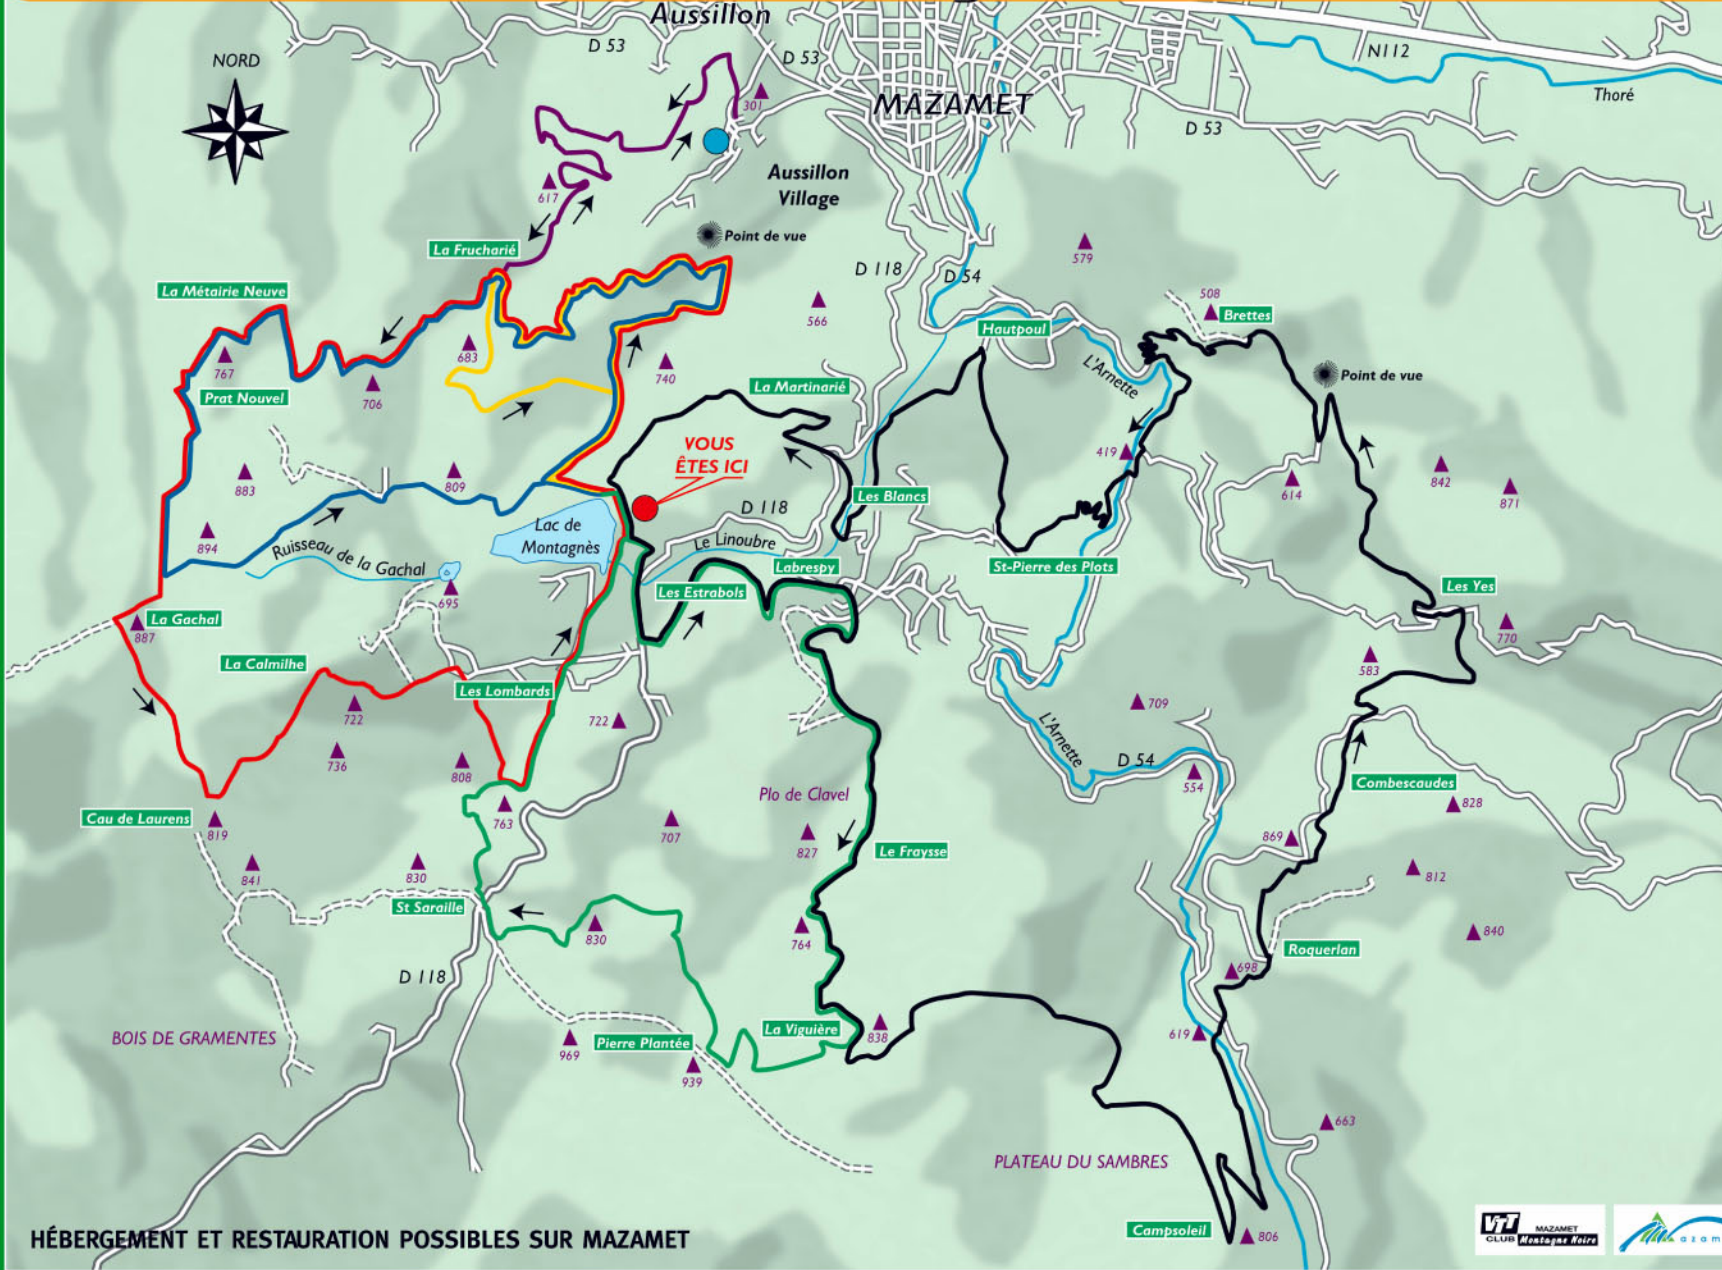 Aussillon
D 53
D 53
N112
NORD
Thoré
301
MAZAMET
D 53
Aussillon
Village
617
Point de vue
La Frucharié
579
D 118
D 54
La Métairie Neuve
508
Brettes
566
Hautpoul
683
767
740
L'Arnette
Point de vue
La Martinarié
Prat Nouvel
706
VOUS
ÊTES ICI
419
883
809
614
842
871
Les Blancs
D 118
894
Lac de
Montagnès
Ruisseau de la Gachal
Le Linoubre
Labrespy
St-Pierre des Plots
695
Les Estrabols
Les Yes
La Gachal
887
770
La Calmilhe
583
Les Lombards
722
722
709
L'Arnette
736
808
D 54
554
Combescaudes
Plo de Clavel
763
828
Cau de Laurens
819
707
827
869
Le Fraysse
841
830
812
St Saraille
830
764
840
Roquerlan
D 118
698
La Viguière
838
619
BOIS DE GRAMENTES
969
Pierre Plantée
939
663
PLATEAU DU SAMBRES
Campsoleil
806
HÉBERGEMENT ET RESTAURATION POSSIBLES SUR MAZAMET
VTT
CLUB
MAZAMET
Montagne Noire
azam